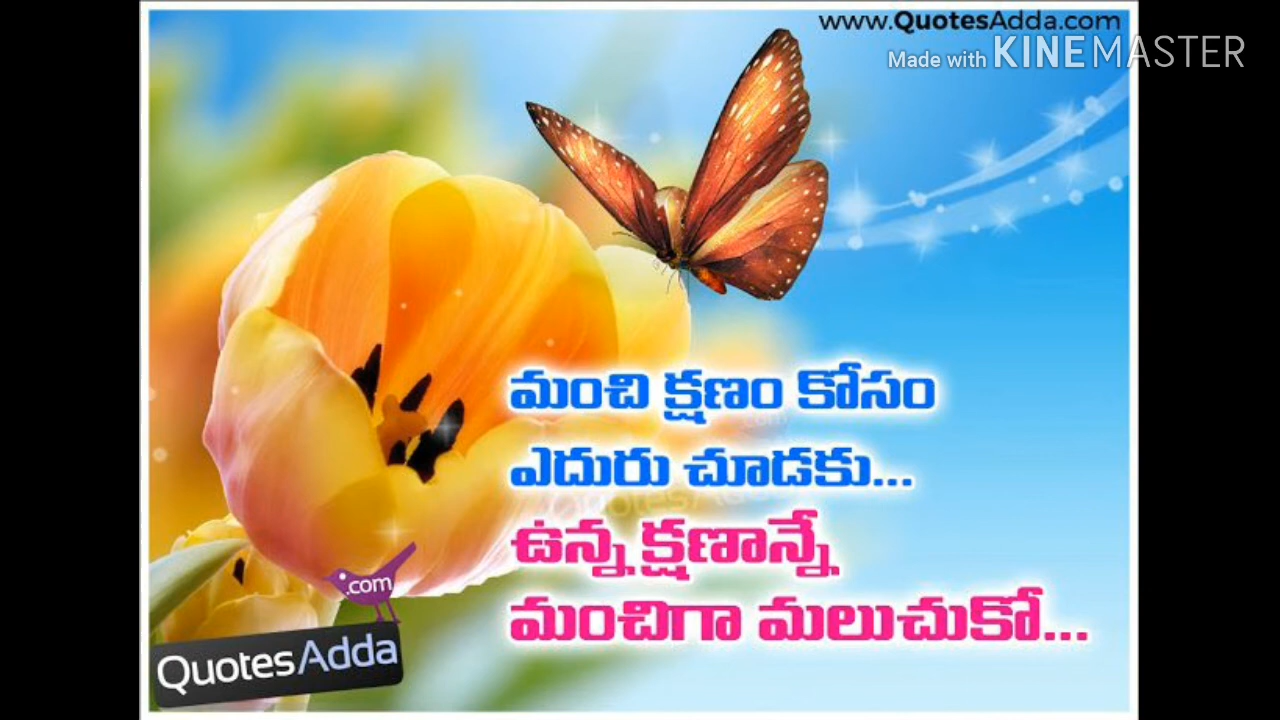 www.QuotesAdda.com
Made with KINEMASTER
మంచి క్షణం కోసం
ఎదురు చూడకు...
ఉన్న క్షణాన్నే
మంచిగా మలుచుకో...
.com
QuotesAdda